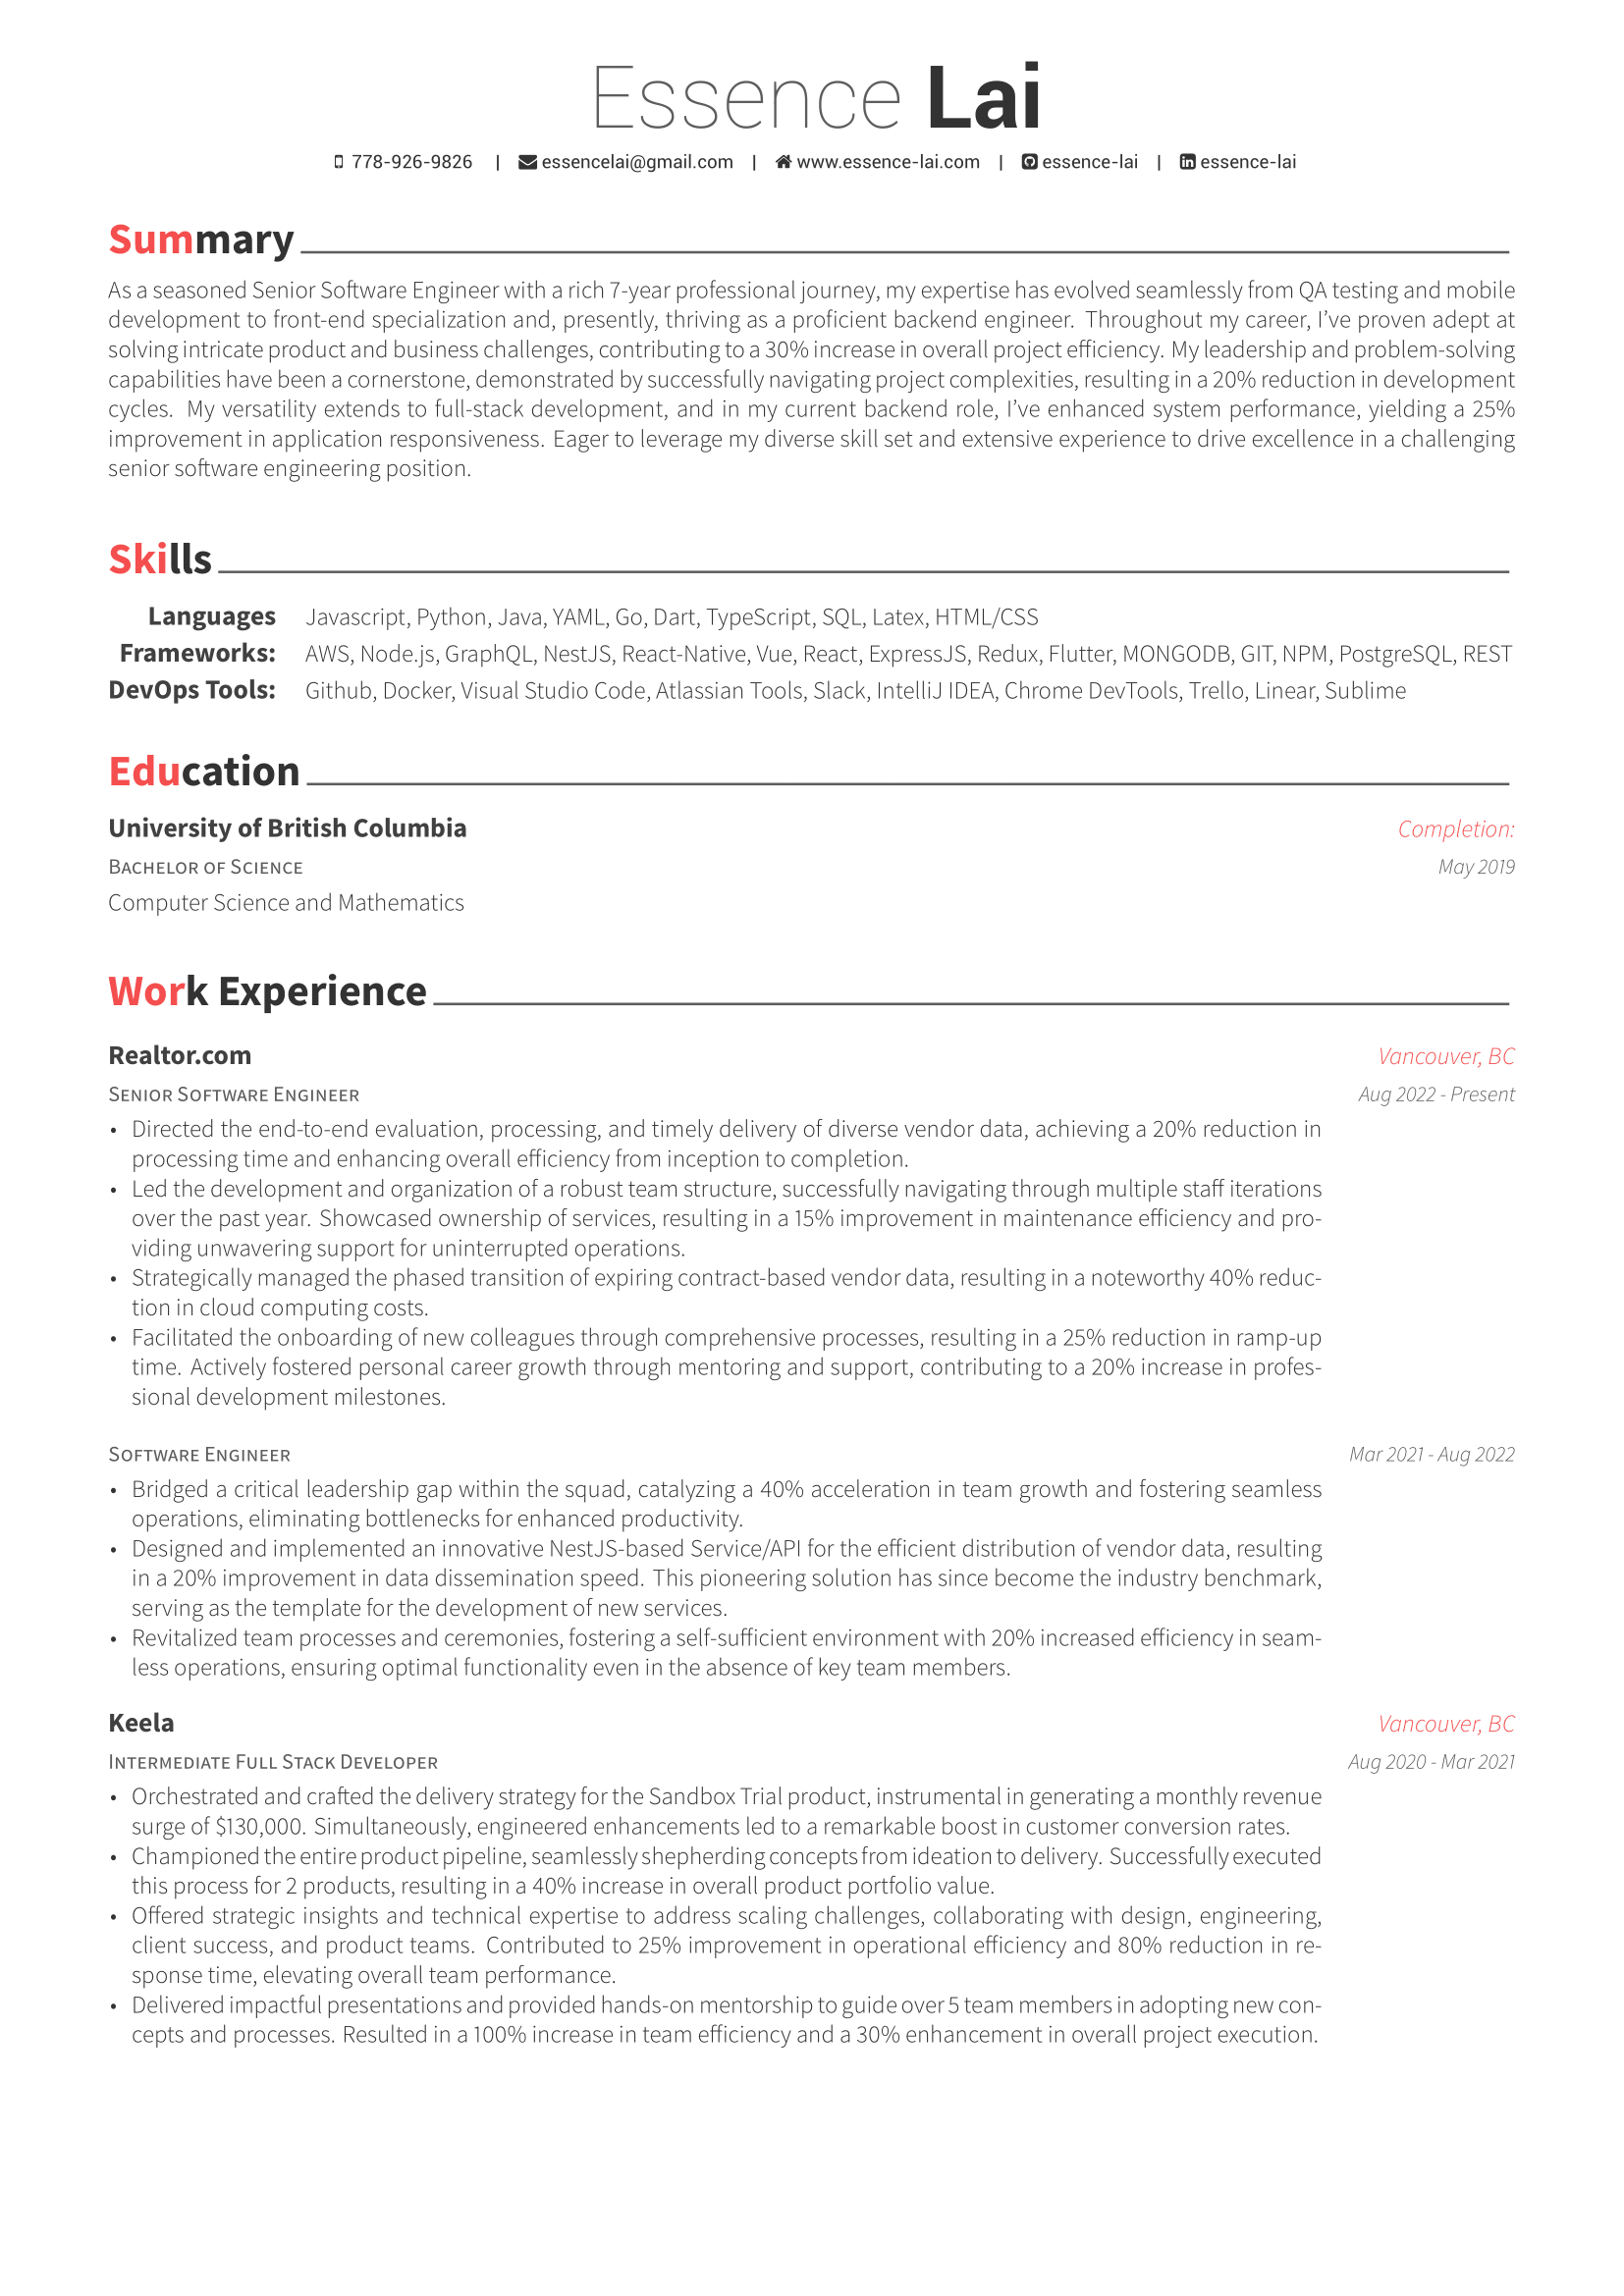 Essence Lai
778-926-9826 | essencelai@gmail.com | www.essence-lai.com | essence-lai | essence-lai
Summary
As a seasoned Senior Software Engineer with a rich 7-year professional journey, my expertise has evolved seamlessly from QA testing and mobile
development to front-end specialization and, presently, thriving as a proficient backend engineer. Throughout my career, I've proven adept at
solving intricate product and business challenges, contributing to a 30% increase in overall project efficiency. My leadership and problem-solving
capabilities have been a cornerstone, demonstrated by successfully navigating project complexities, resulting in a 20% reduction in development
cycles. My versatility extends to full-stack development, and in my current backend role, I've enhanced system performance, yielding a 25%
improvement in application responsiveness. Eager to leverage my diverse skill set and extensive experience to drive excellence in a challenging
senior software engineering position.
Skills
Languages Javascript, Python, Java, YAML, Go, Dart, TypeScript, SQL, Latex, HTML/CSS
Frameworks: AWS, Node.js, GraphQL, NestJS, React-Native, Vue, React, ExpressJS, Redux, Flutter, MONGODB, GIT, NPM, PostgreSQL, REST
DevOps Tools: Github, Docker, Visual Studio Code, Atlassian Tools, Slack, IntelliJ IDEA, Chrome DevTools, Trello, Linear, Sublime
Education
University of British Columbia Completion:
Bachelor of Science May 2019
Computer Science and Mathematics
Work Experience
Realtor.com Vancouver, BC
Senior Software Engineer Aug 2022 - Present
• Directed the end-to-end evaluation, processing, and timely delivery of diverse vendor data, achieving a 20% reduction in
processing time and enhancing overall efficiency from inception to completion.
• Led the development and organization of a robust team structure, successfully navigating through multiple staff iterations
over the past year. Showcased ownership of services, resulting in a 15% improvement in maintenance efficiency and pro-
viding unwavering support for uninterrupted operations.
• Strategically managed the phased transition of expiring contract-based vendor data, resulting in a noteworthy 40% reduc-
tion in cloud computing costs.
• Facilitated the onboarding of new colleagues through comprehensive processes, resulting in a 25% reduction in ramp-up
time. Actively fostered personal career growth through mentoring and support, contributing to a 20% increase in profes-
sional development milestones.
Software Engineer Mar 2021 - Aug 2022
• Bridged a critical leadership gap within the squad, catalyzing a 40% acceleration in team growth and fostering seamless
operations, eliminating bottlenecks for enhanced productivity.
• Designed and implemented an innovative NestJS-based Service/API for the efficient distribution of vendor data, resulting
in a 20% improvement in data dissemination speed. This pioneering solution has since become the industry benchmark,
serving as the template for the development of new services.
• Revitalized team processes and ceremonies, fostering a self-sufficient environment with 20% increased efficiency in seam-
less operations, ensuring optimal functionality even in the absence of key team members.
Keela Vancouver, BC
Intermediate Full Stack Developer Aug 2020 - Mar 2021
• Orchestrated and crafted the delivery strategy for the Sandbox Trial product, instrumental in generating a monthly revenue
surge of $130,000. Simultaneously, engineered enhancements led to a remarkable boost in customer conversion rates.
• Championed the entire product pipeline, seamlessly shepherding concepts from ideation to delivery. Successfully executed
this process for 2 products, resulting in a 40% increase in overall product portfolio value.
• Offered strategic insights and technical expertise to address scaling challenges, collaborating with design, engineering,
client success, and product teams. Contributed to 25% improvement in operational efficiency and 80% reduction in re-
sponse time, elevating overall team performance.
• Delivered impactful presentations and provided hands-on mentorship to guide over 5 team members in adopting new con-
cepts and processes. Resulted in a 100% increase in team efficiency and a 30% enhancement in overall project execution.